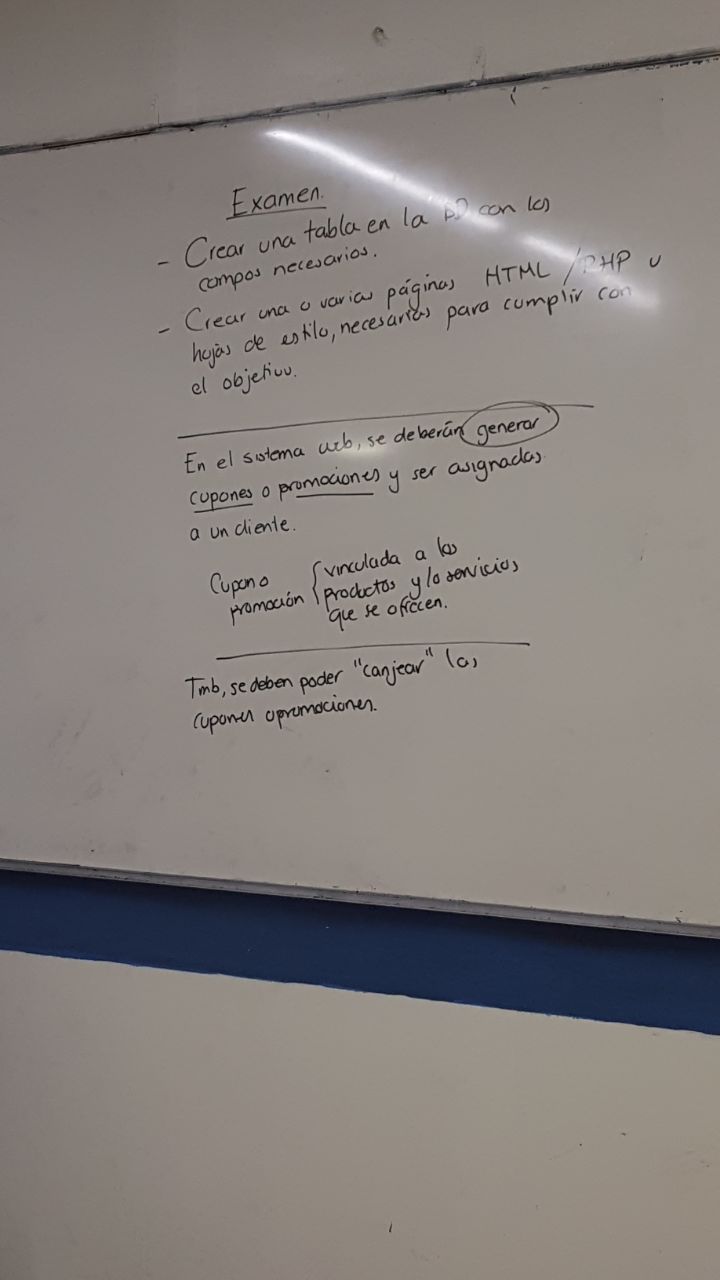 Examen.
- Crear una tabla en la BD con los
campos necesarios.
- Crear una o varias páginas HTML / PHP u
hojas de estilo, necesarias para cumplir con
el objetivo.
En el sistema web, se deberán generar
cupones o promociones y ser asignadas
a un cliente.
Cupon o
promoción
vinculada a los
productos y/o servicios
que se ofrecen.
Tmb, se deben poder "canjear" los
cupones o promociones.